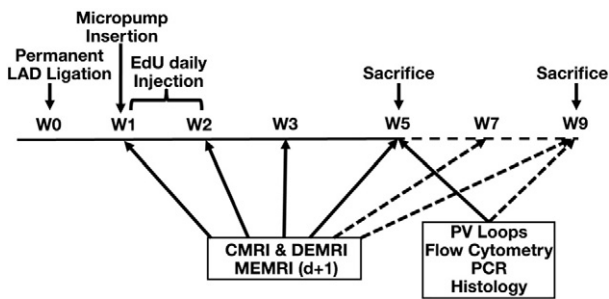 Micropump
Insertion
Permanent
LAD Ligation
EdU daily
Injection
Sacrifice
Sacrifice
W0 W1 W2 W3 W5 W7 W9
CMRI & DEMRI
MEMRI (d+1)
PV Loops
Flow Cytometry
PCR
Histology